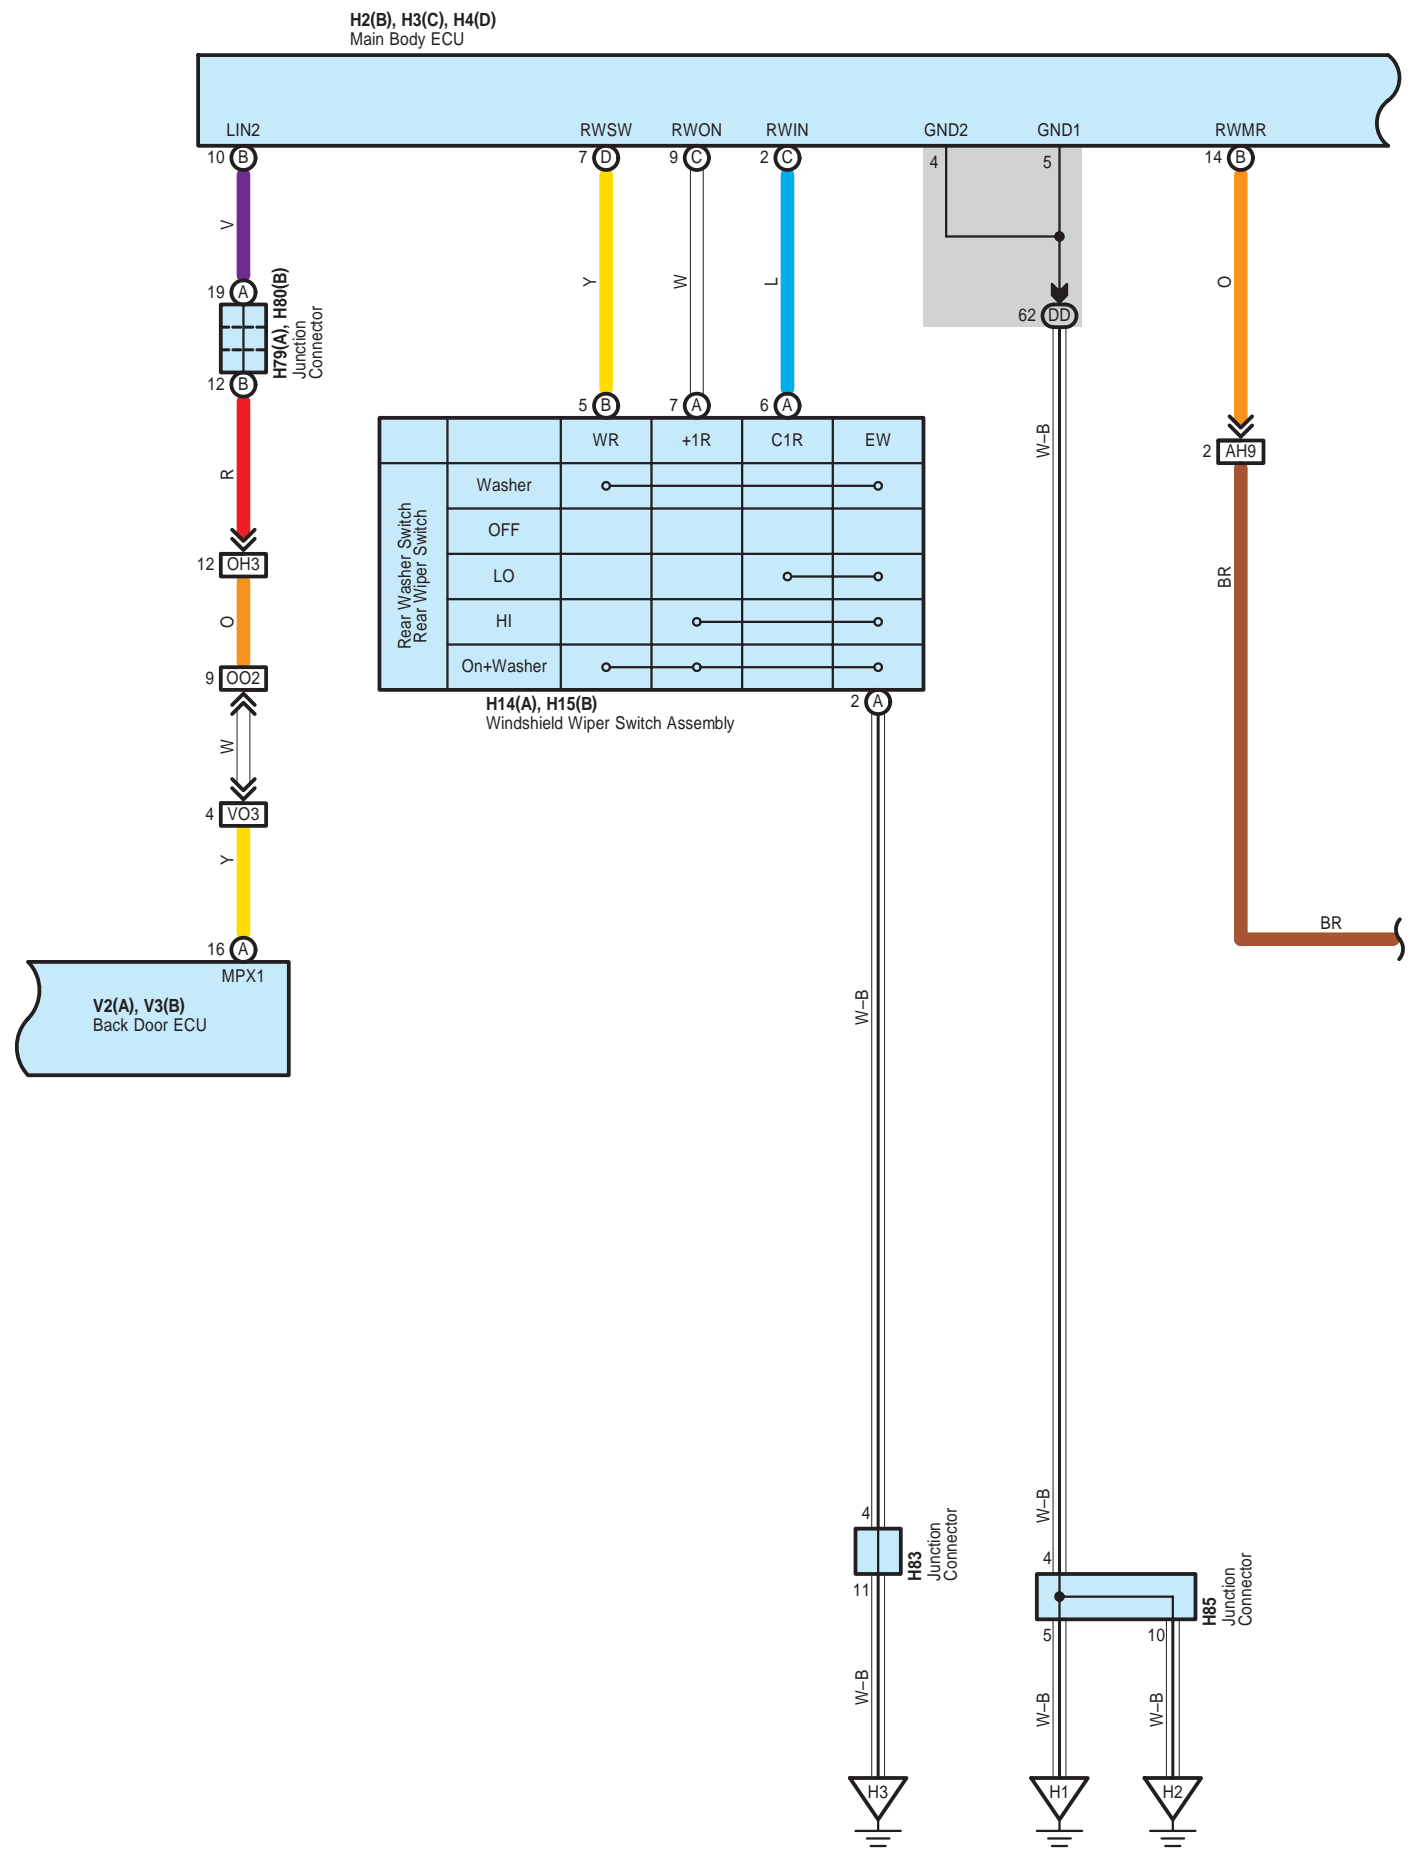 H2(B), H3(C), H4(D)
Main Body ECU
LIN2 RWSW RWON RWIN GND2 GND1 RWMR
10 B 7 D 9 C 2 C 4 5 14 B
V
Y
W
L
O
19 A
H79(A), H80(B)
Junction
Connector
12 B
62 DD
5 B 7 A 6 A
W–B
2 AH9
WR +1R C1R EW
Rear Washer Switch
Rear Wiper Switch
Washer
OFF
LO
HI
On+Washer
H14(A), H15(B)
Windshield Wiper Switch Assembly
2 A
R
12 OH3
O
9 OO2
W
4 VO3
Y
16 A
MPX1
V2(A), V3(B)
Back Door ECU
BR
BR
W–B
4
H83
Junction
Connector
11
W–B
W–B
4
H85
Junction
Connector
5 10
W–B
W–B
H3 H1 H2